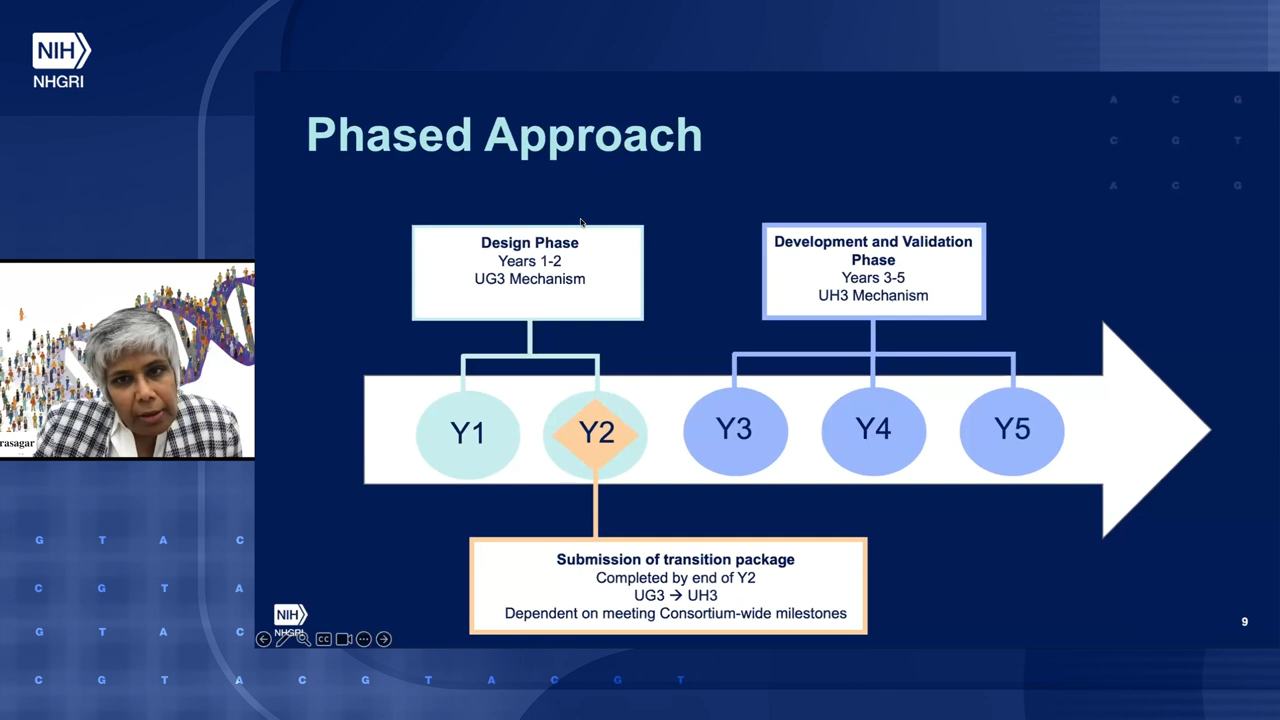 NIH
NHGRI
A C G
Phased Approach
C G T
A C G
Design Phase
Years 1-2
UG3 Mechanism
Development and Validation
Phase
Years 3-5
UH3 Mechanism
Y1
Y2
Y3
Y4
Y5
rasagar
G T A C
Submission of transition package
Completed by end of Y2
UG3 → UH3
Dependent on meeting Consortium-wide milestones
C G T A
NIH
NHGRI
CC
9
G T A C
C G T A C G T A C G T